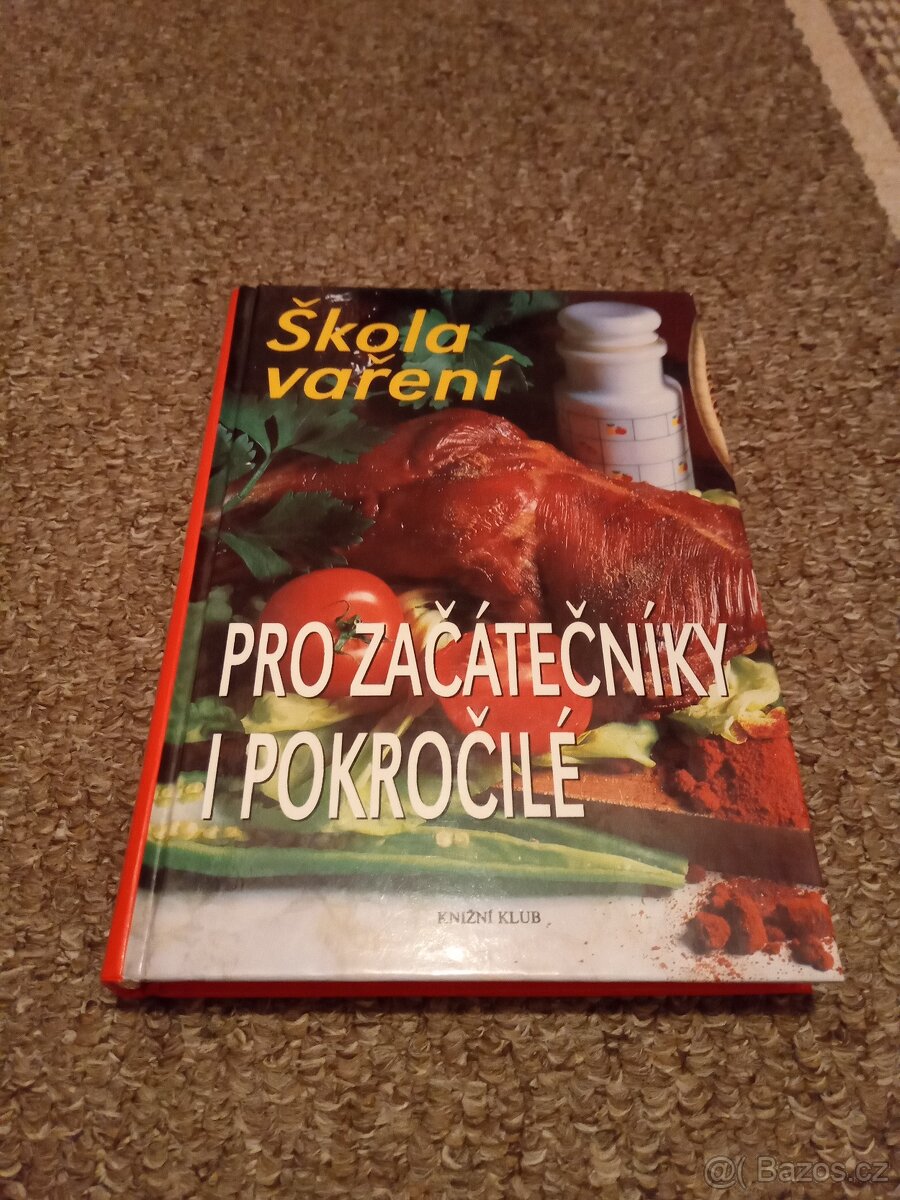 Škola
vaření
PRO ZAČÁTEČNÍKY
I POKROČILÉ
KNIŽNÍ KLUB
@( Bazos.cz